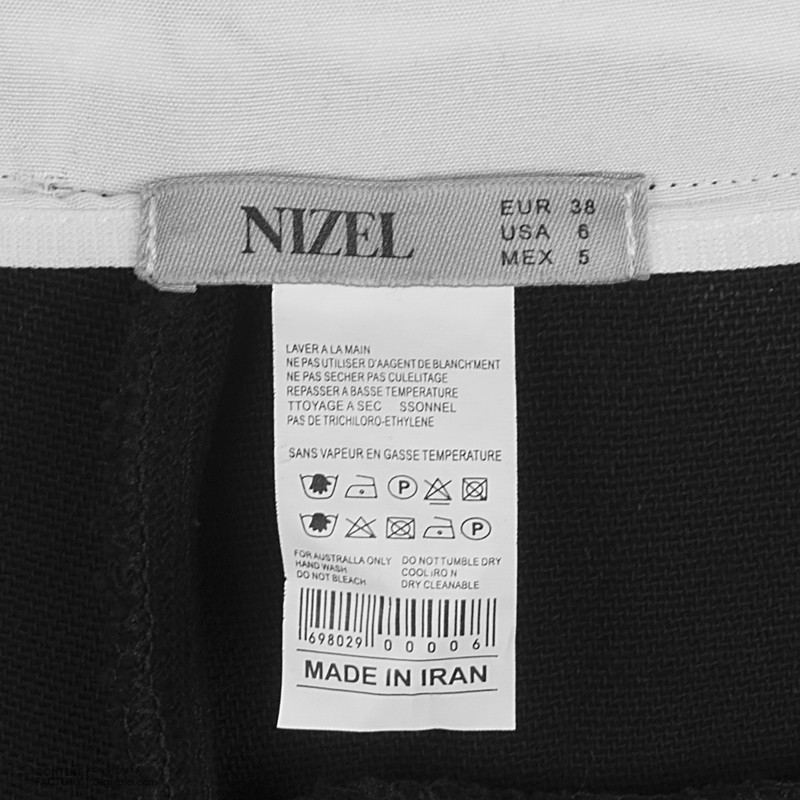 NIZEL
EUR 38
USA 6
MEX 5
LAVER A LA MAIN
NE PAS UTILISER D'AAGENT DE BLANCH'MENT
NE PAS SECHER PAS CULELITAGE
REPASSER A BASSE TEMPERATURE
TTOYAGE A SEC SSONNEL
PAS DE TRICHLORO-ETHYLENE
SANS VAPEUR EN GASSE TEMPERATURE
P
P
FOR AUSTRALLA ONLY
HAND WASH
DO NOT BLEACH
DO NOT TUMBLE DRY
COOL iRO N
DRY CLEANABLE
698029 00006
MADE IN IRAN